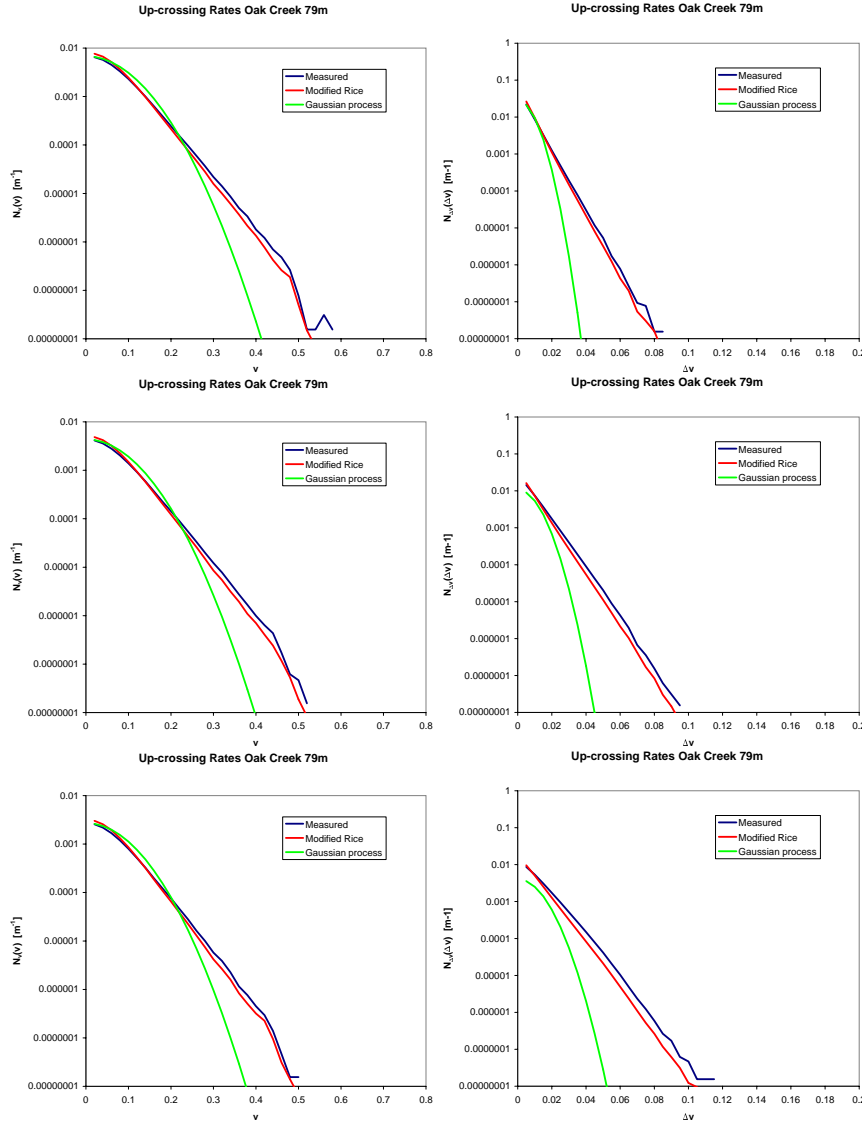 Up-crossing Rates Oak Creek 79m
0.01
0.001
0.0001
0.00001
0.000001
0.0000001
0.00000001
Nv(v) [m-1]
Measured
Modified Rice
Gaussian process
0 0.1 0.2 0.3 0.4 0.5 0.6 0.7 0.8
v
Up-crossing Rates Oak Creek 79m
1
0.1
0.01
0.001
0.0001
0.00001
0.000001
0.0000001
0.00000001
NΔv(Δv) [m-1]
Measured
Modified Rice
Gaussian process
0 0.02 0.04 0.06 0.08 0.1 0.12 0.14 0.16 0.18 0.2
Δv
Up-crossing Rates Oak Creek 79m
0.01
0.001
0.0001
0.00001
0.000001
0.0000001
0.00000001
Nv(v) [m-1]
Measured
Modified Rice
Gaussian process
0 0.1 0.2 0.3 0.4 0.5 0.6 0.7 0.8
v
Up-crossing Rates Oak Creek 79m
1
0.1
0.01
0.001
0.0001
0.00001
0.000001
0.0000001
0.00000001
NΔv(Δv) [m-1]
Measured
Modified Rice
Gaussian process
0 0.02 0.04 0.06 0.08 0.1 0.12 0.14 0.16 0.18 0.2
Δv
Up-crossing Rates Oak Creek 79m
0.01
0.001
0.0001
0.00001
0.000001
0.0000001
0.00000001
Nv(v) [m-1]
Measured
Modified Rice
Gaussian process
0 0.1 0.2 0.3 0.4 0.5 0.6 0.7 0.8
v
Up-crossing Rates Oak Creek 79m
1
0.1
0.01
0.001
0.0001
0.00001
0.000001
0.0000001
0.00000001
NΔv(Δv) [m-1]
Measured
Modified Rice
Gaussian process
0 0.02 0.04 0.06 0.08 0.1 0.12 0.14 0.16 0.18 0.2
Δv